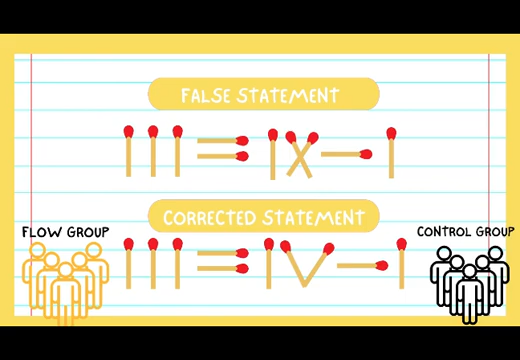 FALSE STATEMENT
III = IX - I
CORRECTED STATEMENT
FLOW GROUP
CONTROL GROUP
III = IV - I